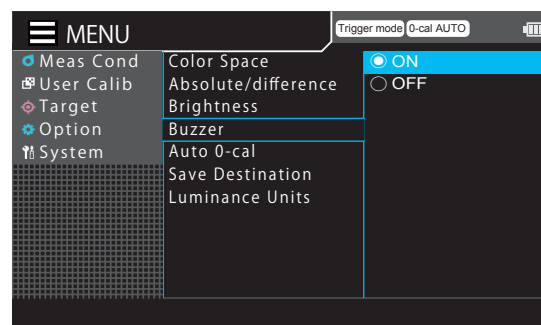 MENU
Trigger mode 0-cal AUTO
Meas Cond
User Calib
Target
Option
System
Color Space
Absolute/difference
Brightness
Buzzer
Auto 0-cal
Save Destination
Luminance Units
ON
OFF